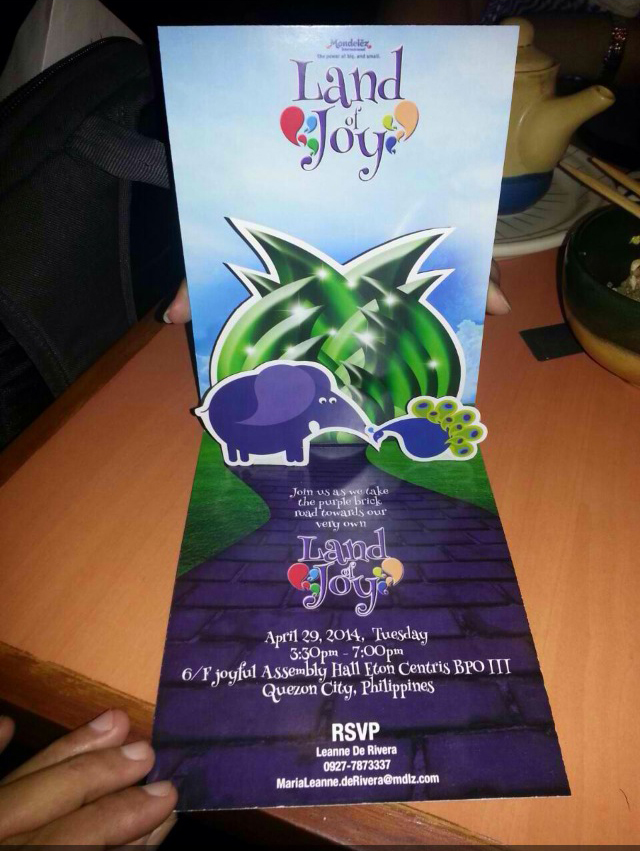 Mondelēz
International
The power of big. and small.
Land
of
Joy
Join us as we take
the purple brick
road towards our
very own
Land
of
Joy
April 29, 2014, Tuesday
3:30pm - 7:00pm
6/F joyful Assembly Hall Eton Centris BPO III
Quezon City, Philippines
RSVP
Leanne De Rivera
0927-7873337
MariaLeanne.deRivera@mdlz.com